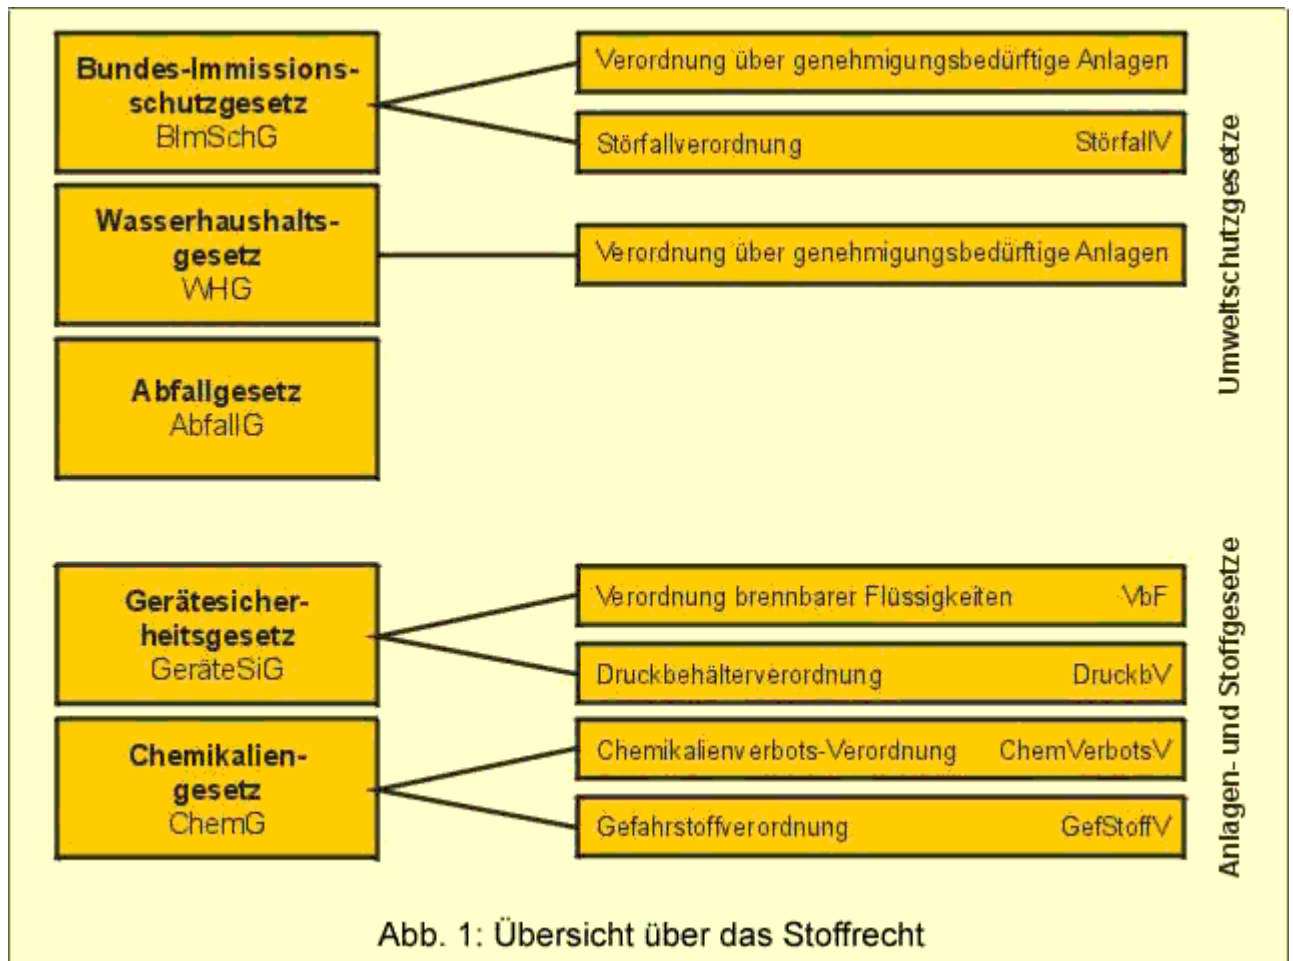 Bundes-Immissions-
schutzgesetz
BImSchG
Verordnung über genehmigungsbedürftige Anlagen
Störfallverordnung StörfallV
Wasserhaushalts-
gesetz
WHG
Verordnung über genehmigungsbedürftige Anlagen
Abfallgesetz
AbfallG
Umweltschutzgesetze
Gerätesicher-
heitsgesetz
GeräteSiG
Verordnung brennbarer Flüssigkeiten VbF
Druckbehälterverordnung DruckbV
Chemikalien-
gesetz
ChemG
Chemikalienverbots-Verordnung ChemVerbotsV
Gefahrstoffverordnung GefStoffV
Anlagen- und Stoffgesetze
Abb. 1: Übersicht über das Stoffrecht